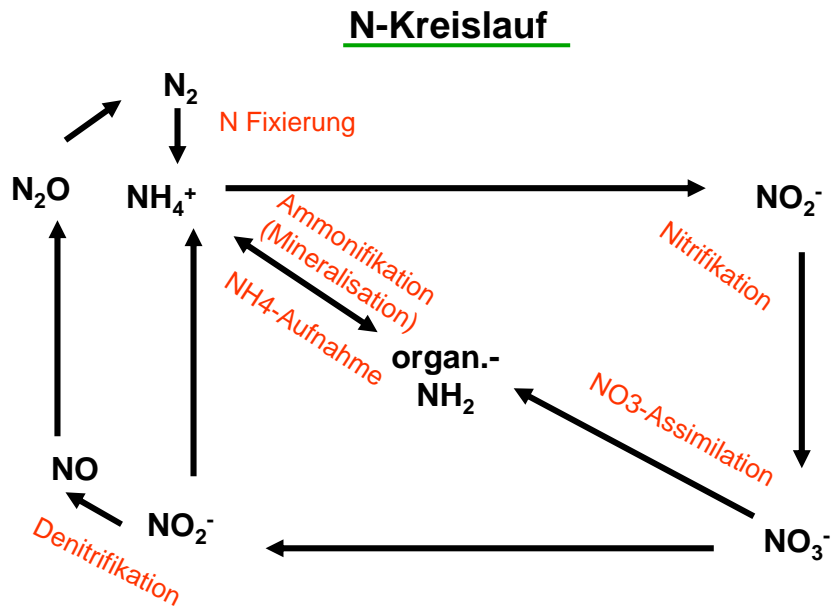 N-Kreislauf
N₂
N Fixierung
N₂O
NH₄⁺
NO₂⁻
Ammonifikation
(Mineralisation)
NH4-Aufnahme
Nitrifikation
organ.-
NH₂
NO3-Assimilation
NO
NO₂⁻
NO₃⁻
Denitrifikation